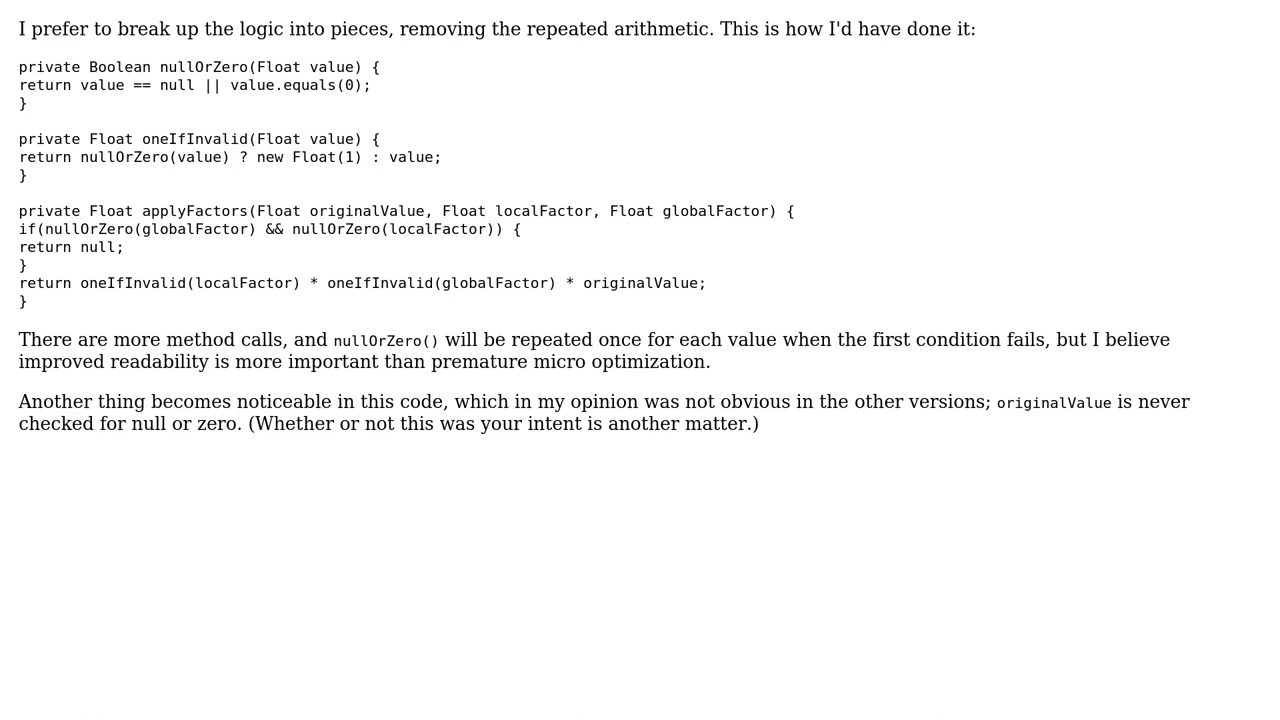 I prefer to break up the logic into pieces, removing the repeated arithmetic. This is how I'd have done it:
private Boolean nullOrZero(Float value) {
return value == null || value.equals(0);
}
private Float oneIfInvalid(Float value) {
return nullOrZero(value) ? new Float(1) : value;
}
private Float applyFactors(Float originalValue, Float localFactor, Float globalFactor) {
if(nullOrZero(globalFactor) && nullOrZero(localFactor)) {
return null;
}
return oneIfInvalid(localFactor) * oneIfInvalid(globalFactor) * originalValue;
}
There are more method calls, and nullOrZero() will be repeated once for each value when the first condition fails, but I believe
improved readability is more important than premature micro optimization.
Another thing becomes noticeable in this code, which in my opinion was not obvious in the other versions; originalValue is never
checked for null or zero. (Whether or not this was your intent is another matter.)